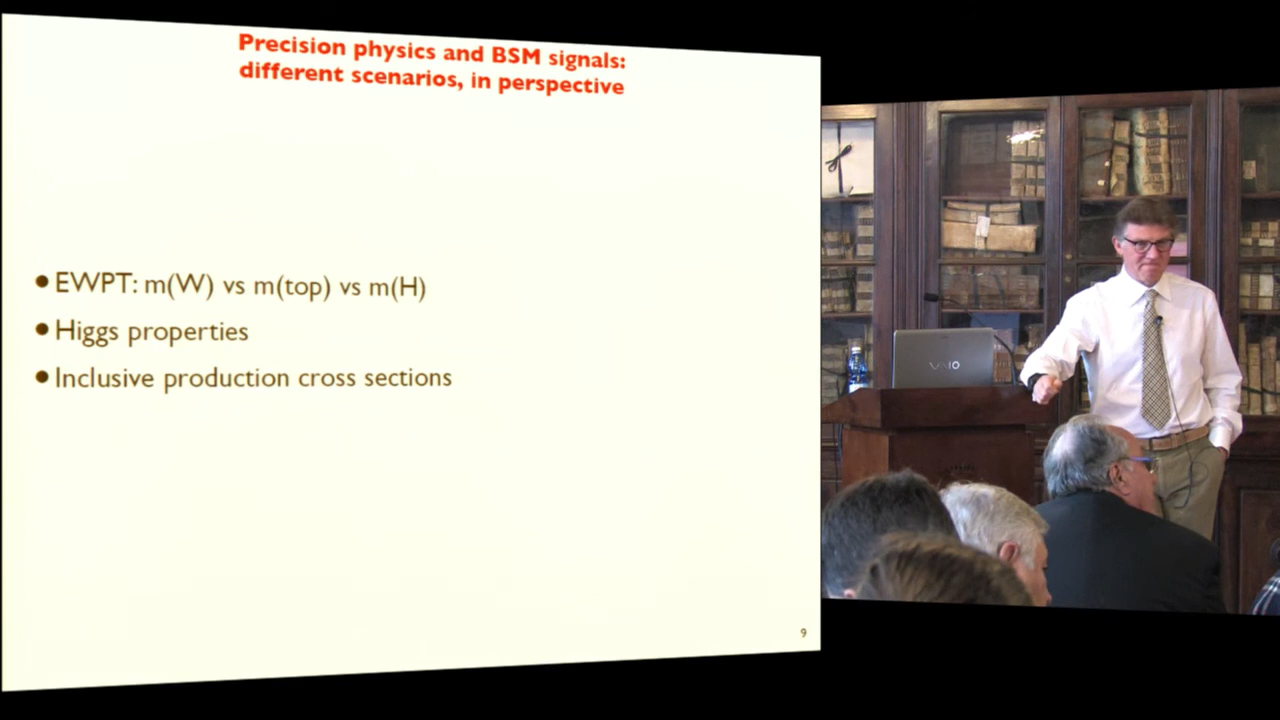 Precision physics and BSM signals:
different scenarios, in perspective
•EWPT: m(W) vs m(top) vs m(H)
•Higgs properties
•Inclusive production cross sections
9
VAIO